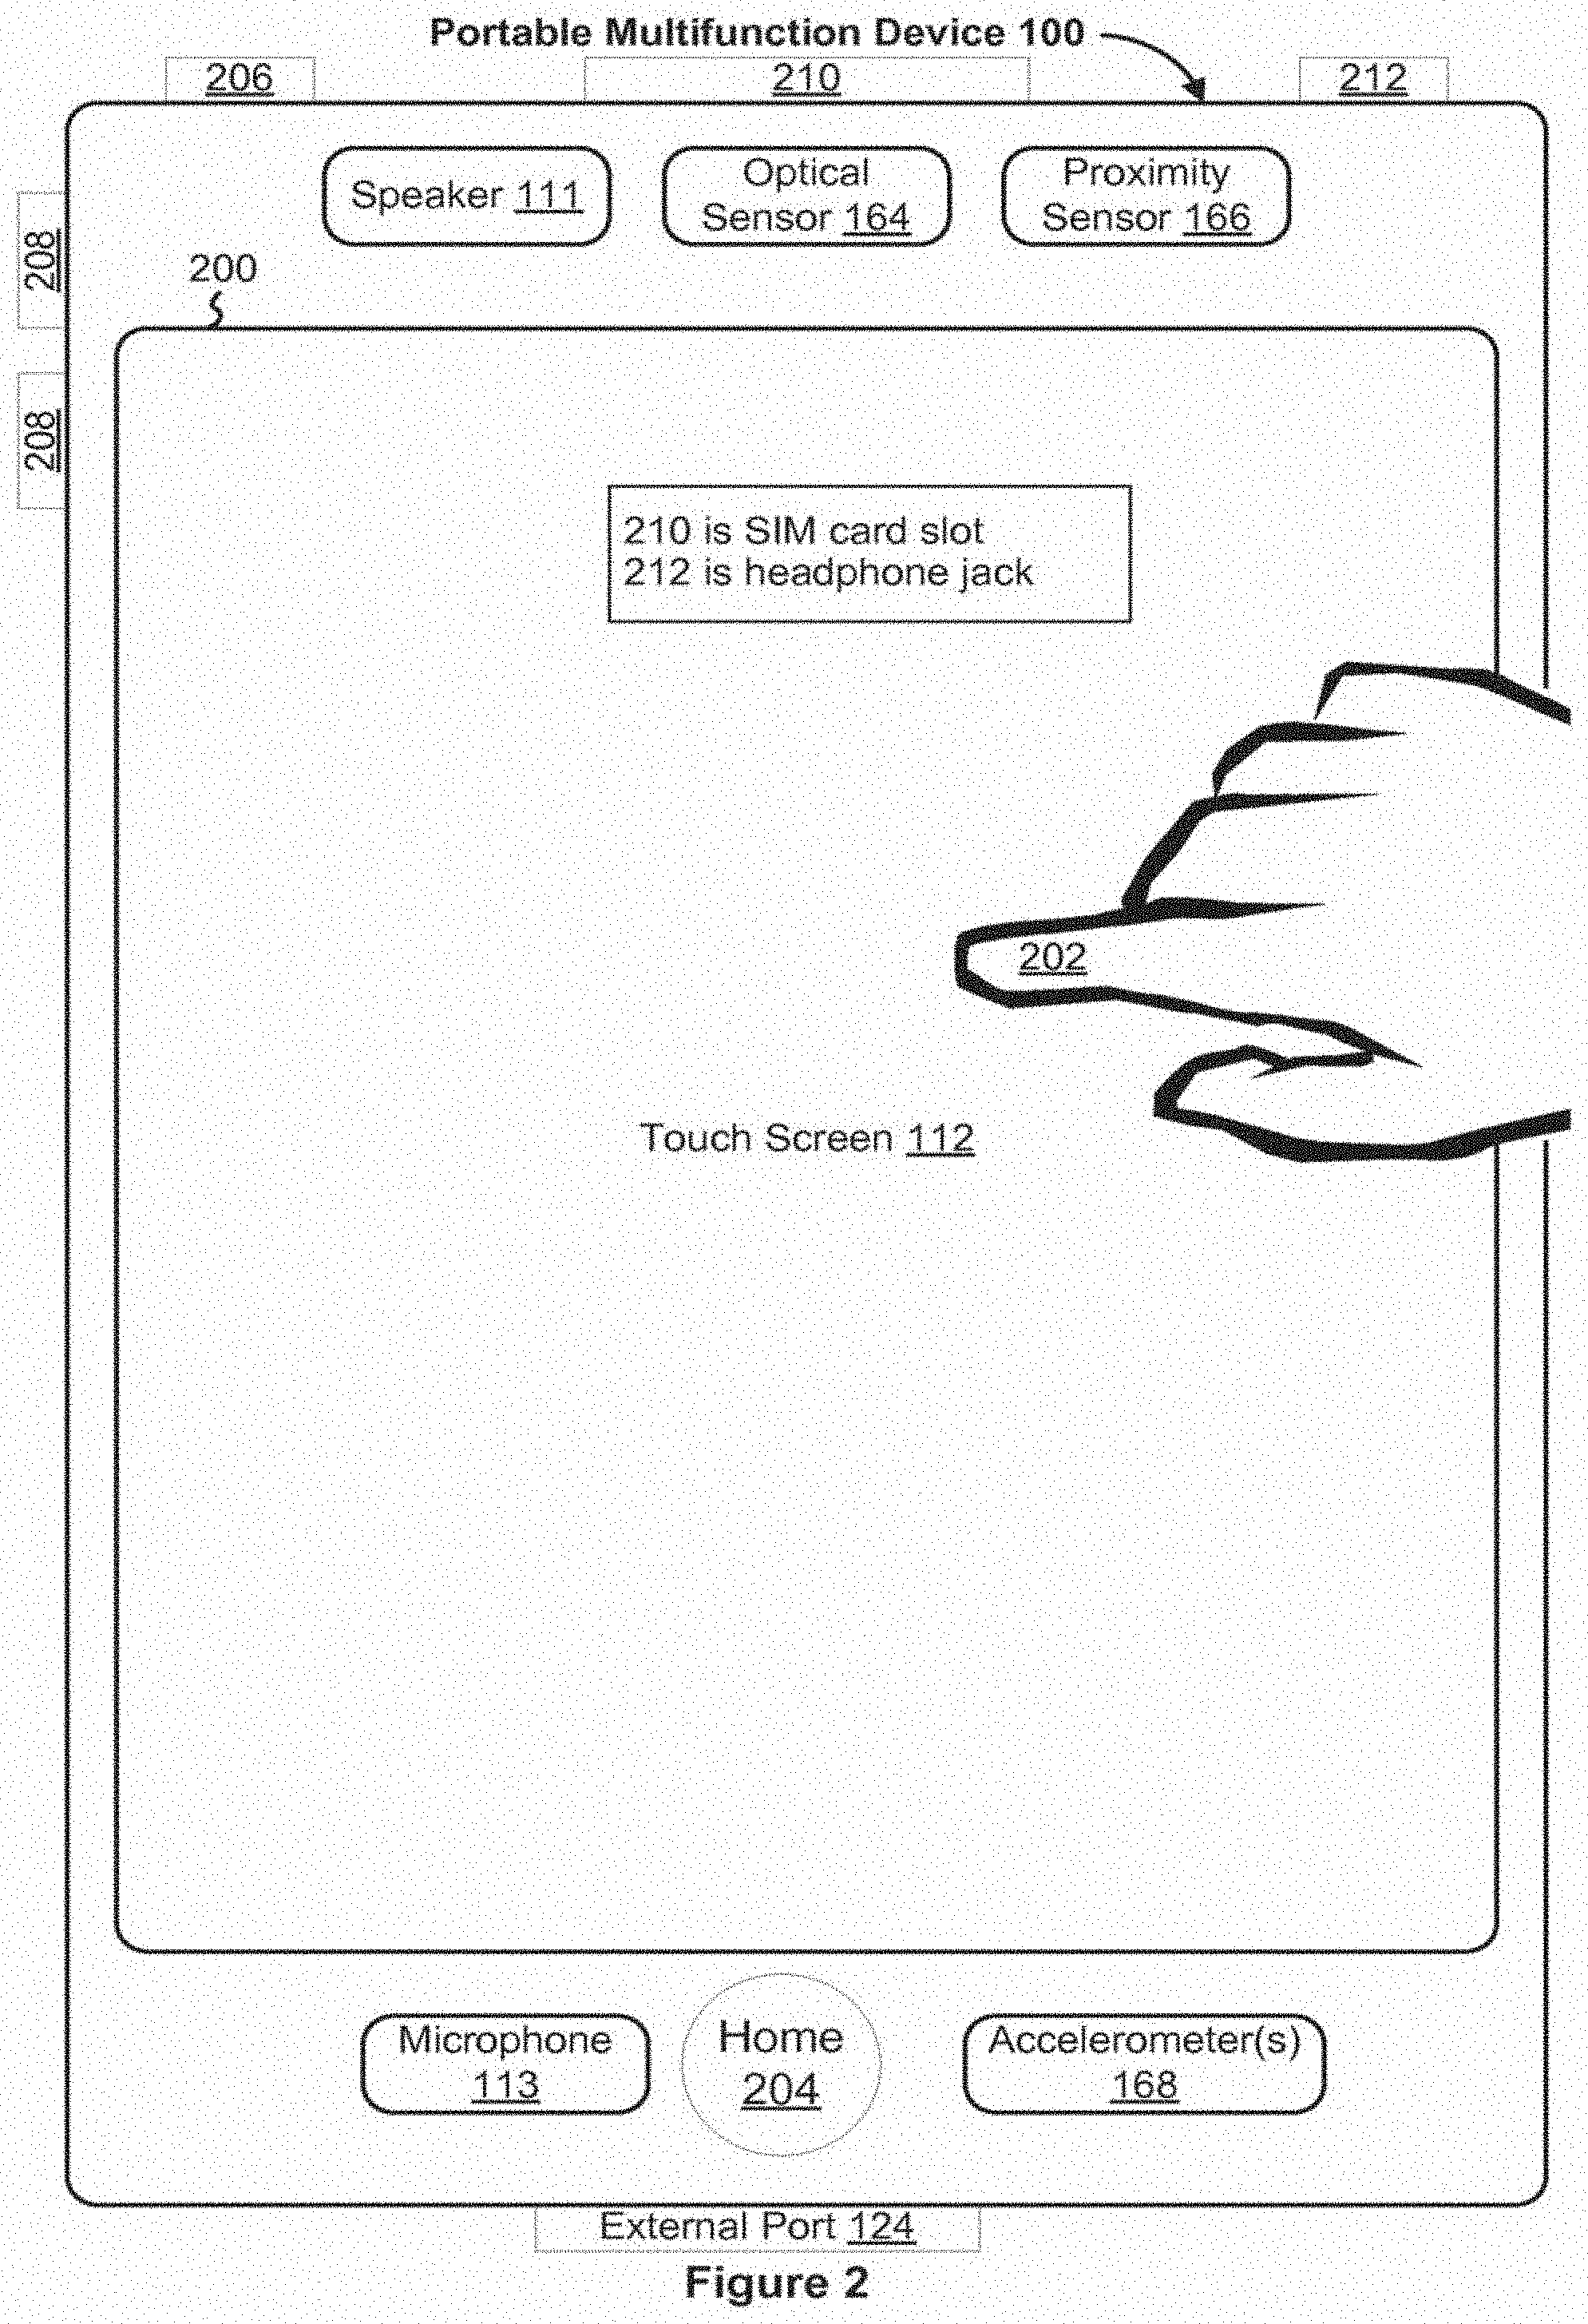 Portable Multifunction Device 100
206
210
212
Speaker 111
Optical
Sensor 164
Proximity
Sensor 166
208
200
208
210 is SIM card slot
212 is headphone jack
202
Touch Screen 112
Microphone
113
Home
204
Accelerometer(s)
168
External Port 124
Figure 2